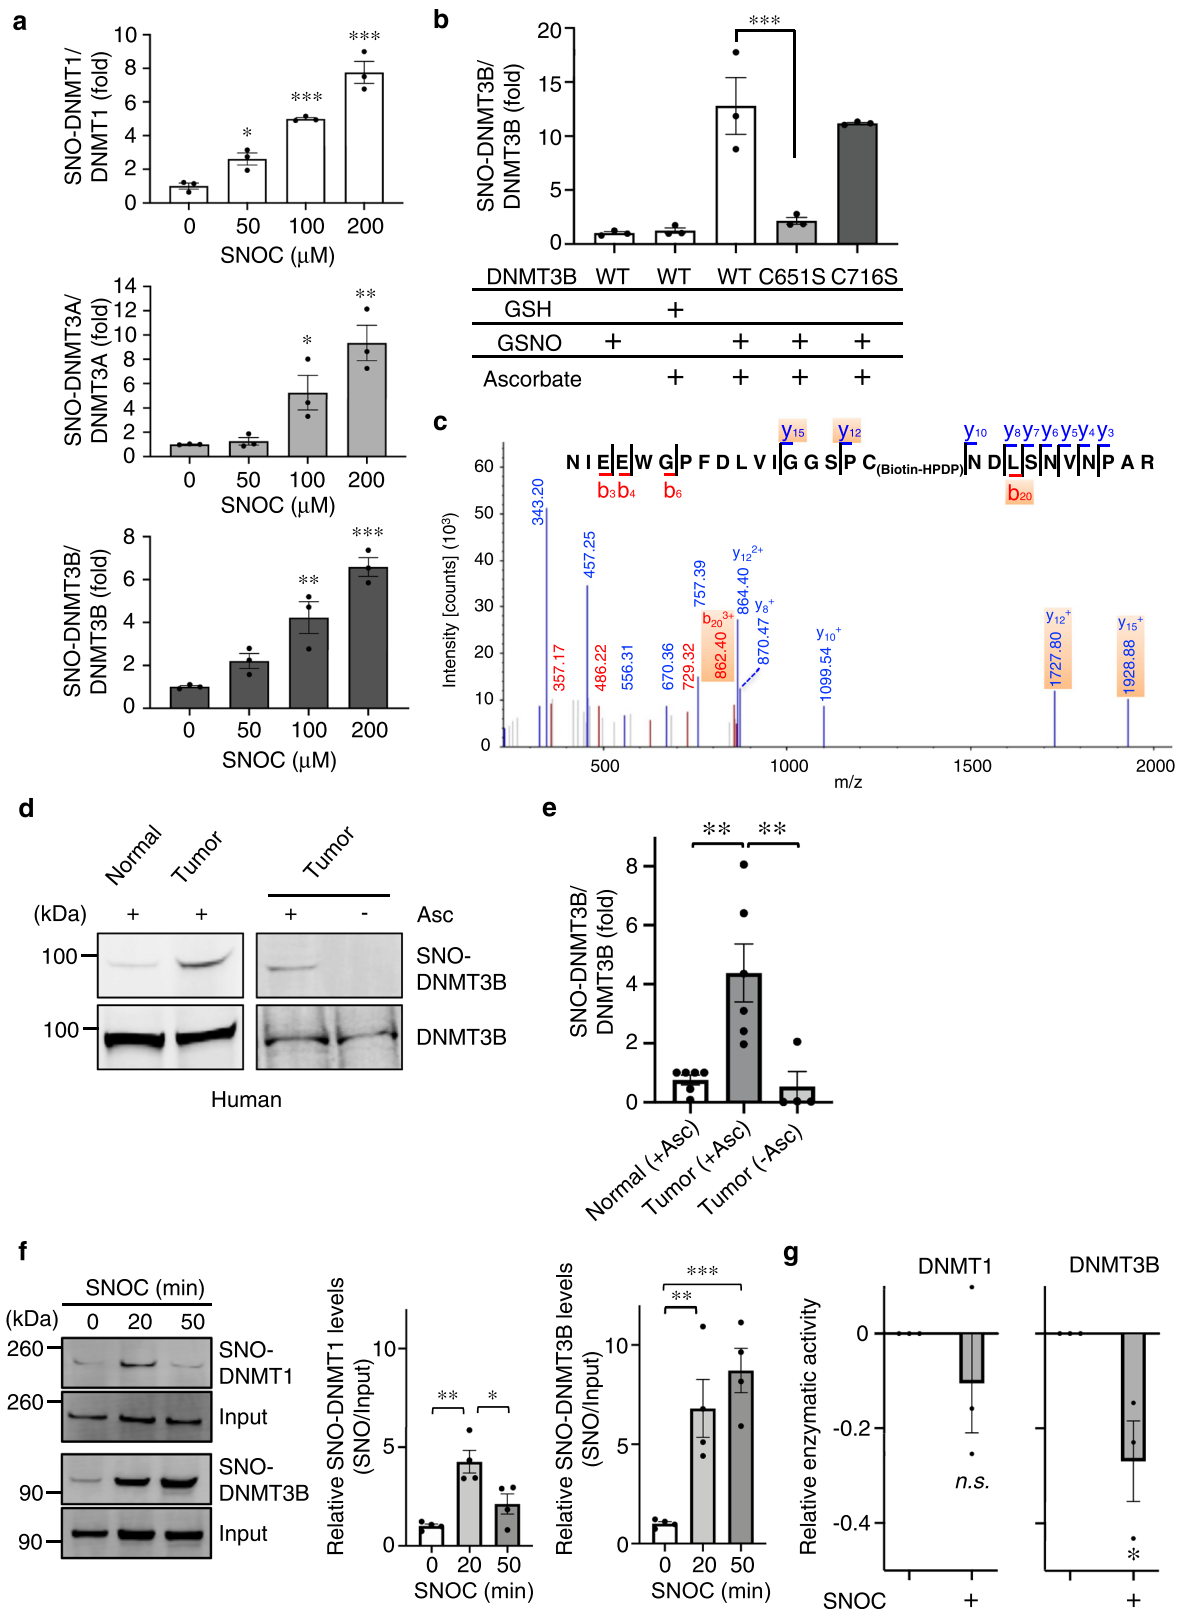 a
SNO-DNMT1/
DNMT1 (fold)
10
8
6
4
2
0
*
***
***
0 50 100 200
SNOC (μM)
SNO-DNMT3A/
DNMT3A (fold)
14
12
10
8
6
4
2
0
*
**
0 50 100 200
SNOC (μM)
SNO-DNMT3B/
DNMT3B (fold)
8
6
4
2
0
**
***
0 50 100 200
SNOC (μM)
b
SNO-DNMT3B/
DNMT3B (fold)
20
15
10
5
0
***
DNMT3B WT WT WT C651S C716S
GSH +
GSNO + + + +
Ascorbate + + + +
c
y15 y12 y10 y8 y7 y6 y5 y4 y3
N I E E W G P F D L V I G G S P C(Biotin-HPDP) N D L S N V N P A R
b3 b4 b6 b20
Intensity [counts] (10³)
60
50
40
30
20
10
0
343.20
357.17
457.25
486.22
556.31
670.36
729.32
757.39
b20³⁺
862.40
y12²⁺
864.40
y8⁺
870.47
y10⁺
1099.54
y12⁺
1727.80
y15⁺
1928.88
500 1000 1500 2000
m/z
d
Normal Tumor Tumor
(kDa) + + + - Asc
100
SNO-
DNMT3B
100
DNMT3B
Human
e
SNO-DNMT3B/
DNMT3B (fold)
8
6
4
2
0
** **
Normal (+Asc)
Tumor (+Asc)
Tumor (-Asc)
f
SNOC (min)
(kDa) 0 20 50
260
SNO-
DNMT1
260
Input
SNO-
DNMT3B
90
Input
90
Relative SNO-DNMT1 levels
(SNO/Input)
10
5
0
** *
0 20 50
SNOC (min)
Relative SNO-DNMT3B levels
(SNO/Input)
10
5
0
***
**
0 20 50
SNOC (min)
g
DNMT1 DNMT3B
Relative enzymatic activity
0
-0.2
-0.4
n.s.
*
SNOC + +